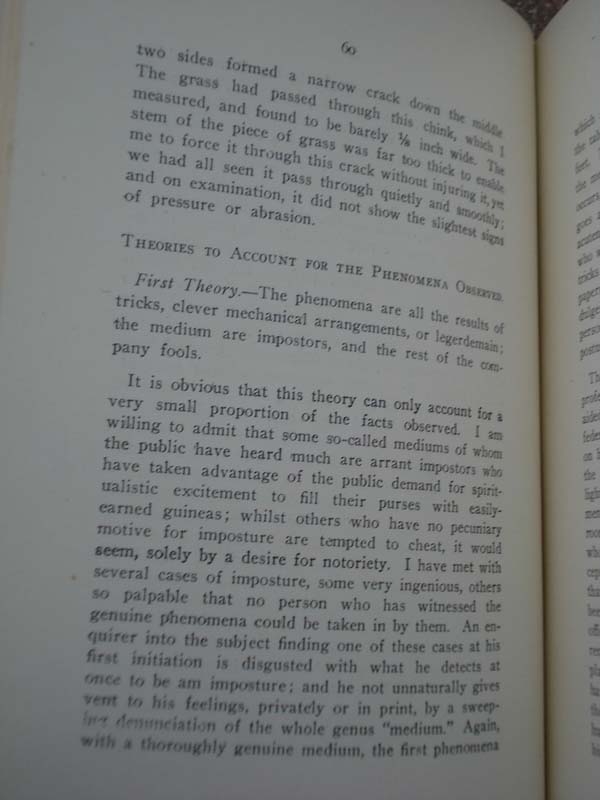 60
two sides formed a narrow crack down the middle
The grass had passed through this chink, which I
measured, and found to be barely ⅛ inch wide. The
stem of the piece of grass was far too thick to enable
me to force it through this crack without injuring it, yet
we had all seen it pass through quietly and smoothly;
and on examination, it did not show the slightest signs
of pressure or abrasion.
THEORIES TO ACCOUNT FOR THE PHENOMENA OBSERVED.
First Theory.—The phenomena are all the results of
tricks, clever mechanical arrangements, or legerdemain;
the medium are impostors, and the rest of the com-
pany fools.
It is obvious that this theory can only account for a
very small proportion of the facts observed. I am
willing to admit that some so-called mediums of whom
the public have heard much are arrant impostors who
have taken advantage of the public demand for spirit-
ualistic excitement to fill their purses with easily-
earned guineas; whilst others who have no pecuniary
motive for imposture are tempted to cheat, it would
seem, solely by a desire for notoriety. I have met with
several cases of imposture, some very ingenious, others
so palpable that no person who has witnessed the
genuine phenomena could be taken in by them. An en-
quirer into the subject finding one of these cases at his
first initiation is disgusted with what he detects at
once to be am imposture; and he not unnaturally gives
vent to his feelings, privately or in print, by a sweep-
ing denunciation of the whole genus "medium." Again,
with a thoroughly genuine medium, the first phenomena
which